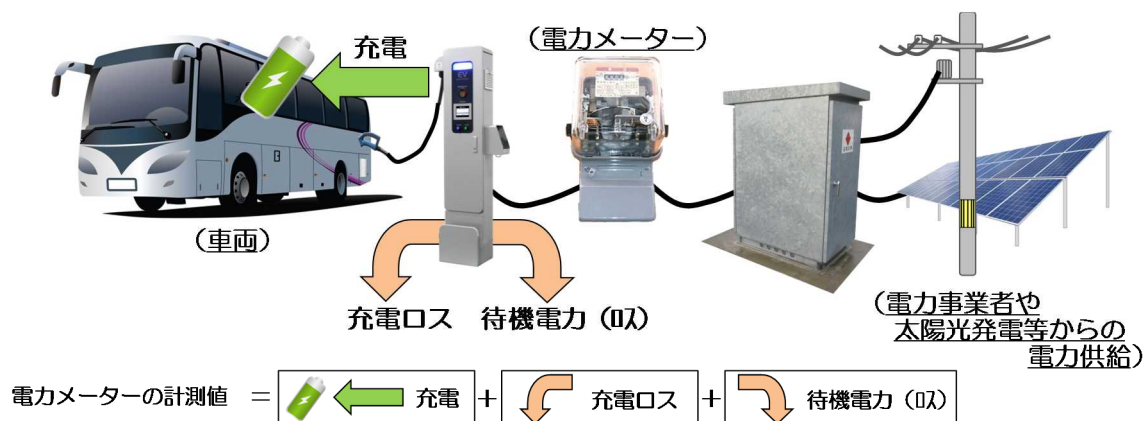 充電
（電力メーター）
EV
（車両）
充電ロス
待機電力（ﾛｽ）
（電力事業者や
太陽光発電等からの
電力供給）
電力メーターの計測値 = 充電 + 充電ロス + 待機電力（ﾛｽ）